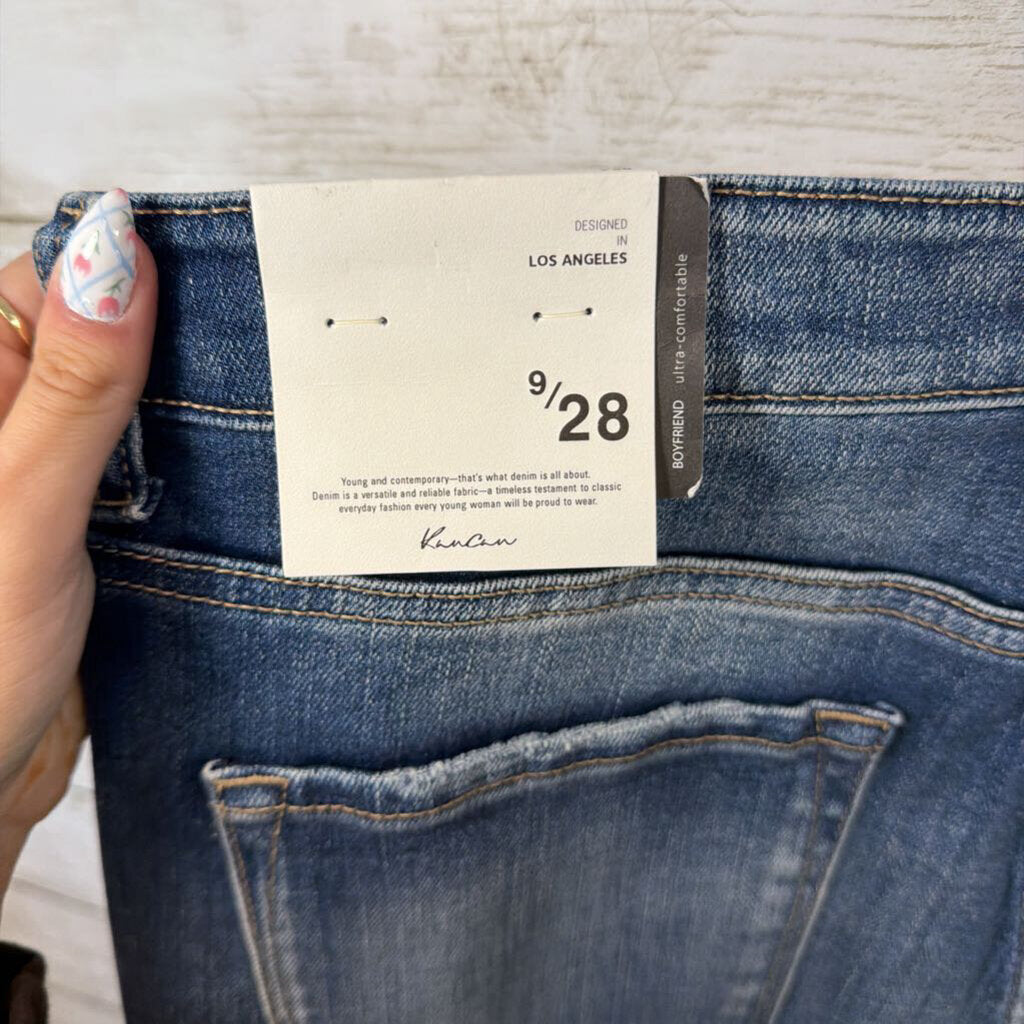 DESIGNED
IN
LOS ANGELES
9/28
Young and contemporary—that's what denim is all about.
Denim is a versatile and reliable fabric—a timeless testament to classic
everyday fashion every young woman will be proud to wear.
KanCan
BOYFRIEND ultra-comfortable